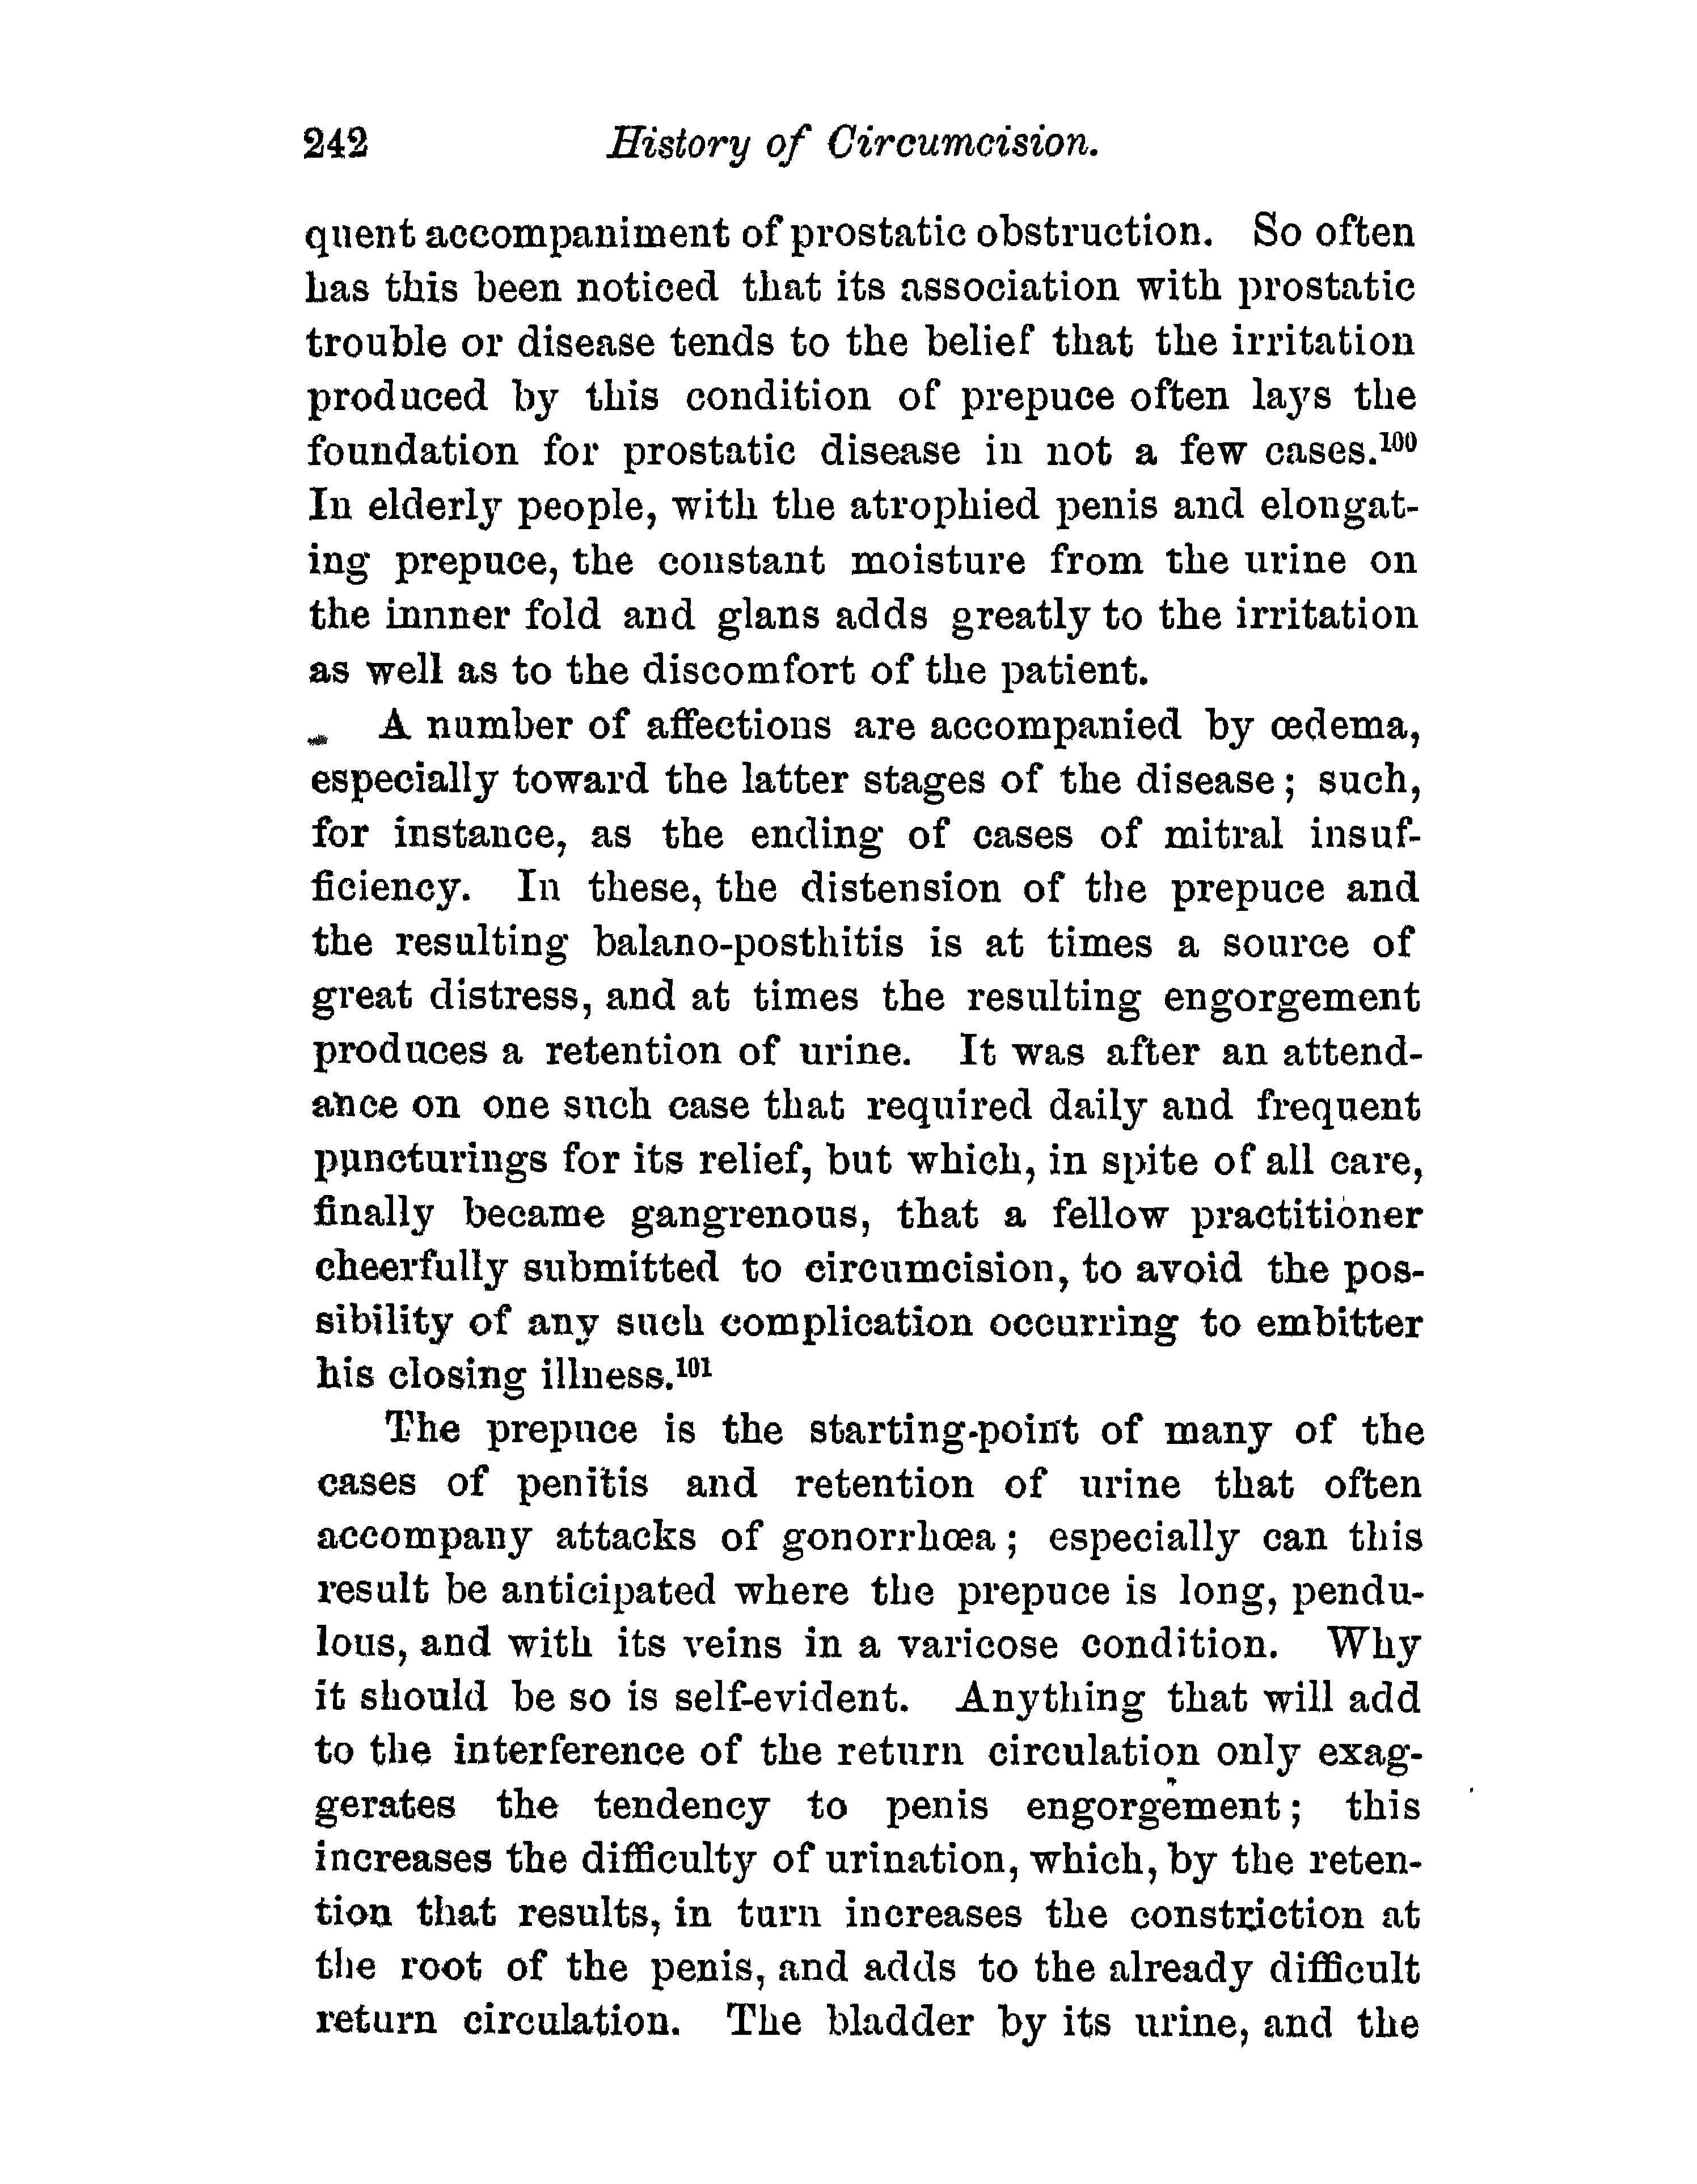 242 History of Circumcision.
quent accompaniment of prostatic obstruction. So often
has this been noticed that its association with prostatic
trouble or disease tends to the belief that the irritation
produced by this condition of prepuce often lays the
foundation for prostatic disease in not a few cases.¹⁰⁰
In elderly people, with the atrophied penis and elongat-
ing prepuce, the constant moisture from the urine on
the innner fold and glans adds greatly to the irritation
as well as to the discomfort of the patient.
A number of affections are accompanied by œdema,
especially toward the latter stages of the disease; such,
for instance, as the ending of cases of mitral insuf-
ficiency. In these, the distension of the prepuce and
the resulting balano-posthitis is at times a source of
great distress, and at times the resulting engorgement
produces a retention of urine. It was after an attend-
ance on one such case that required daily and frequent
puncturings for its relief, but which, in spite of all care,
finally became gangrenous, that a fellow practitioner
cheerfully submitted to circumcision, to avoid the pos-
sibility of any such complication occurring to embitter
his closing illness.¹⁰¹
The prepuce is the starting-point of many of the
cases of penitis and retention of urine that often
accompany attacks of gonorrhœa; especially can this
result be anticipated where the prepuce is long, pendu-
lous, and with its veins in a varicose condition. Why
it should be so is self-evident. Anything that will add
to the interference of the return circulation only exag-
gerates the tendency to penis engorgement; this
increases the difficulty of urination, which, by the reten-
tion that results, in turn increases the constriction at
the root of the penis, and adds to the already difficult
return circulation. The bladder by its urine, and the